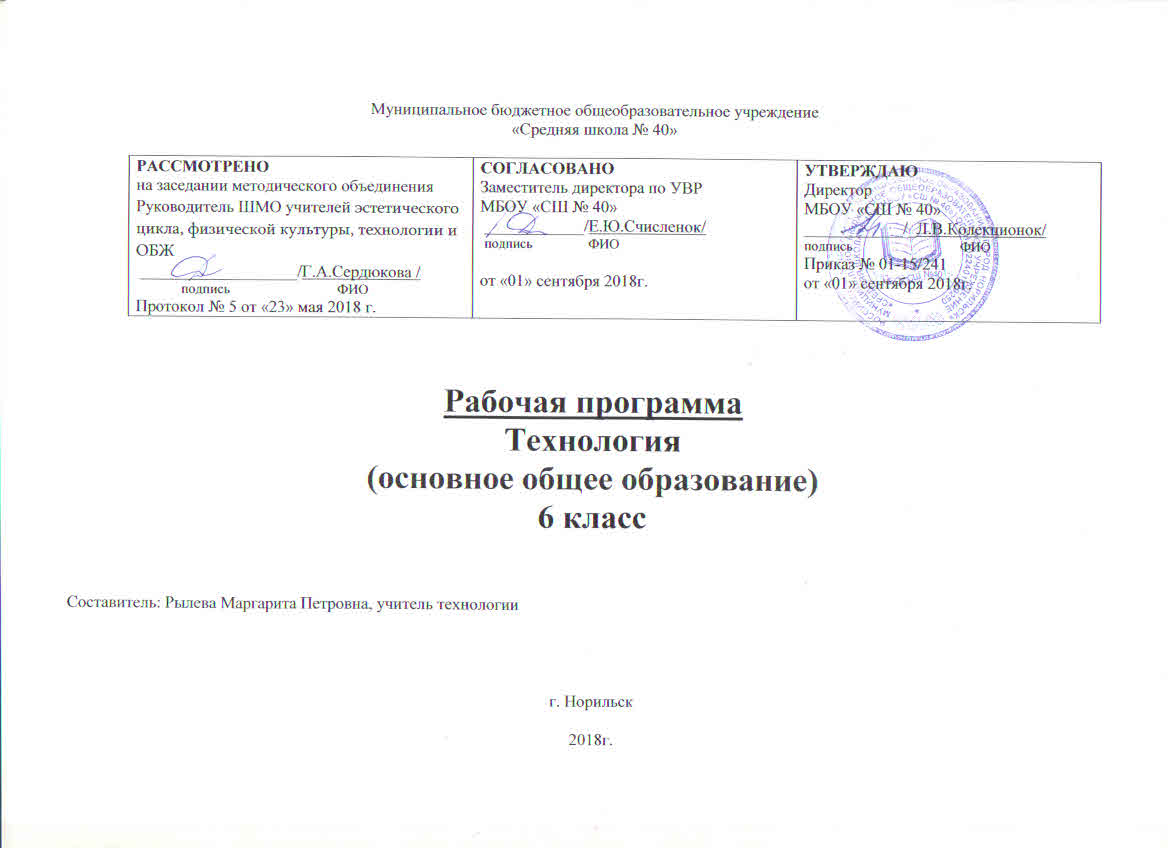 Муниципальное бюджетное общеобразовательное учреждение
«Средняя школа № 40»
РАССМОТРЕНО
на заседании методического объединения
Руководитель ШМО учителей эстетического
цикла, физической культуры, технологии и
ОБЖ
/Г.А.Сердюкова /
подпись ФИО
Протокол № 5 от «23» мая 2018 г.
СОГЛАСОВАНО
Заместитель директора по УВР
МБОУ «СШ № 40»
/Е.Ю.Счисленок/
подпись ФИО
от «01» сентября 2018г.
УТВЕРЖДАЮ
Директор
МБОУ «СШ № 40»
/ Л.В.Колекционок/
подпись ФИО
Приказ № 01-15/241
от «01» сентября 2018г.
Рабочая программа
Технология
(основное общее образование)
6 класс
Составитель: Рылева Маргарита Петровна, учитель технологии
г. Норильск
2018г.